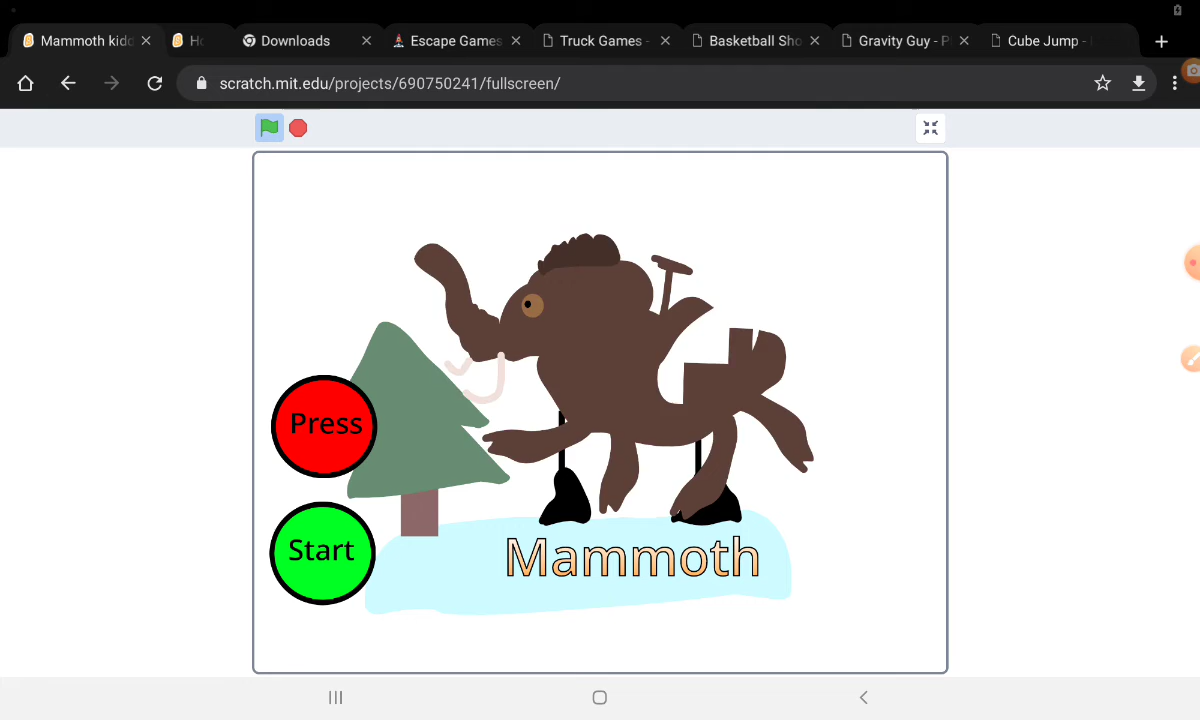 Mammoth kidd
Ho
Downloads
Escape Games
Truck Games -
Basketball Sho
Gravity Guy - P
Cube Jump -
scratch.mit.edu/projects/690750241/fullscreen/
Press
Start
Mammoth